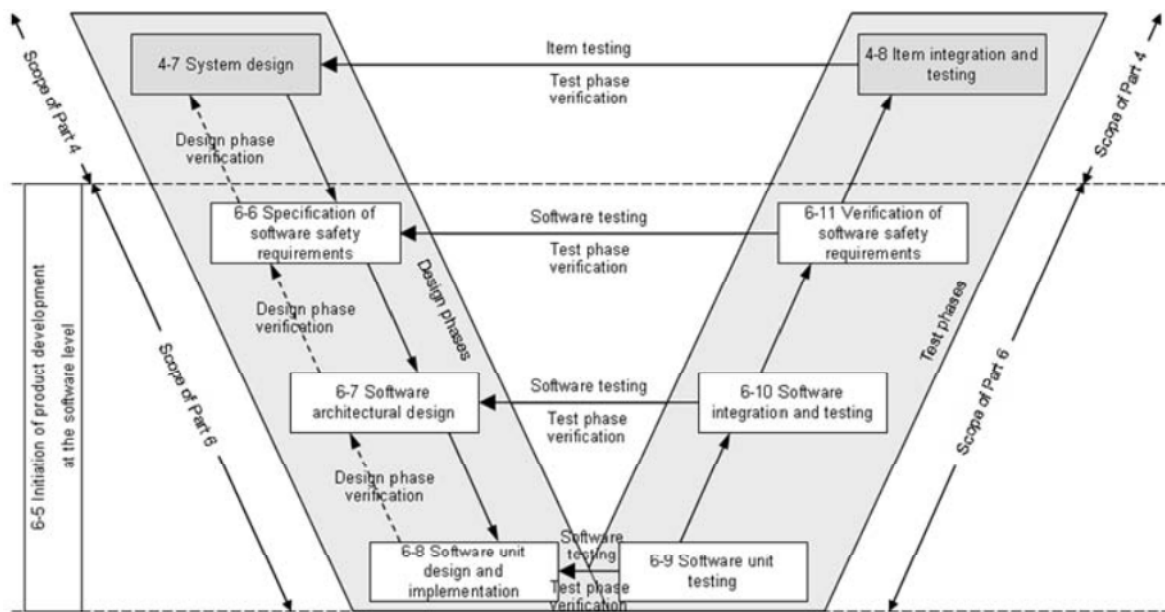 Scope of Part 4
4-7 System design
Item testing
Test phase
verification
4-8 Item integration and
testing
Scope of Part 4
Design phase
verification
6-5 Initiation of product development
at the software level
6-6 Specification of
software safety
requirements
Software testing
Test phase
verification
6-11 Verification of
software safety
requirements
Design phases
Test phases
Design phase
verification
Scope of Part 6
6-7 Software
architectural design
Software testing
Test phase
verification
6-10 Software
integration and testing
Scope of Part 6
Design phase
verification
6-8 Software unit
design and
implementation
Software
testing
Test phase
verification
6-9 Software unit
testing